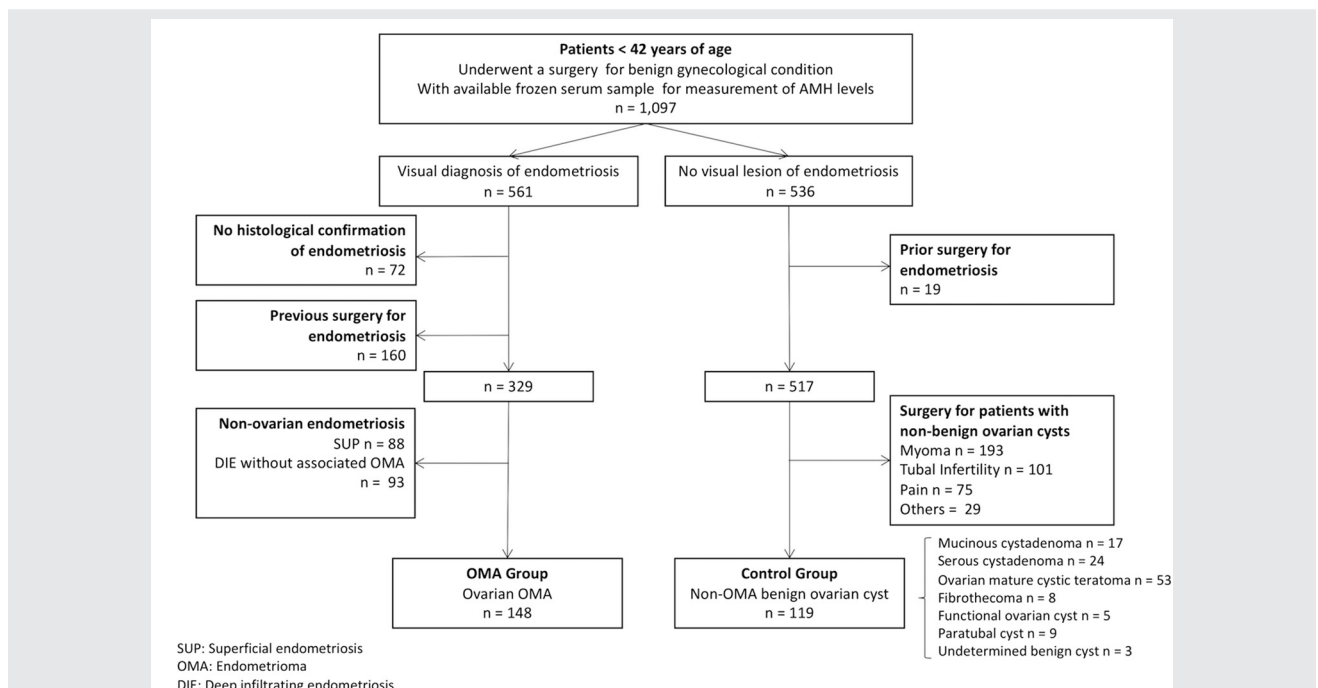 Patients < 42 years of age
Underwent a surgery for benign gynecological condition
With available frozen serum sample for measurement of AMH levels
n = 1,097
Visual diagnosis of endometriosis
n = 561
No visual lesion of endometriosis
n = 536
No histological confirmation
of endometriosis
n = 72
Prior surgery for
endometriosis
n = 19
Previous surgery for
endometriosis
n = 160
n = 329
n = 517
Non-ovarian endometriosis
SUP n = 88
DIE without associated OMA
n = 93
Surgery for patients with
non-benign ovarian cysts
Myoma n = 193
Tubal Infertility n = 101
Pain n = 75
Others = 29
OMA Group
Ovarian OMA
n = 148
Control Group
Non-OMA benign ovarian cyst
n = 119
Mucinous cystadenoma n = 17
Serous cystadenoma n = 24
Ovarian mature cystic teratoma n = 53
Fibrothecoma n = 8
Functional ovarian cyst n = 5
Paratubal cyst n = 9
Undetermined benign cyst n = 3
SUP: Superficial endometriosis
OMA: Endometrioma
DIE: Deep infiltrating endometriosis